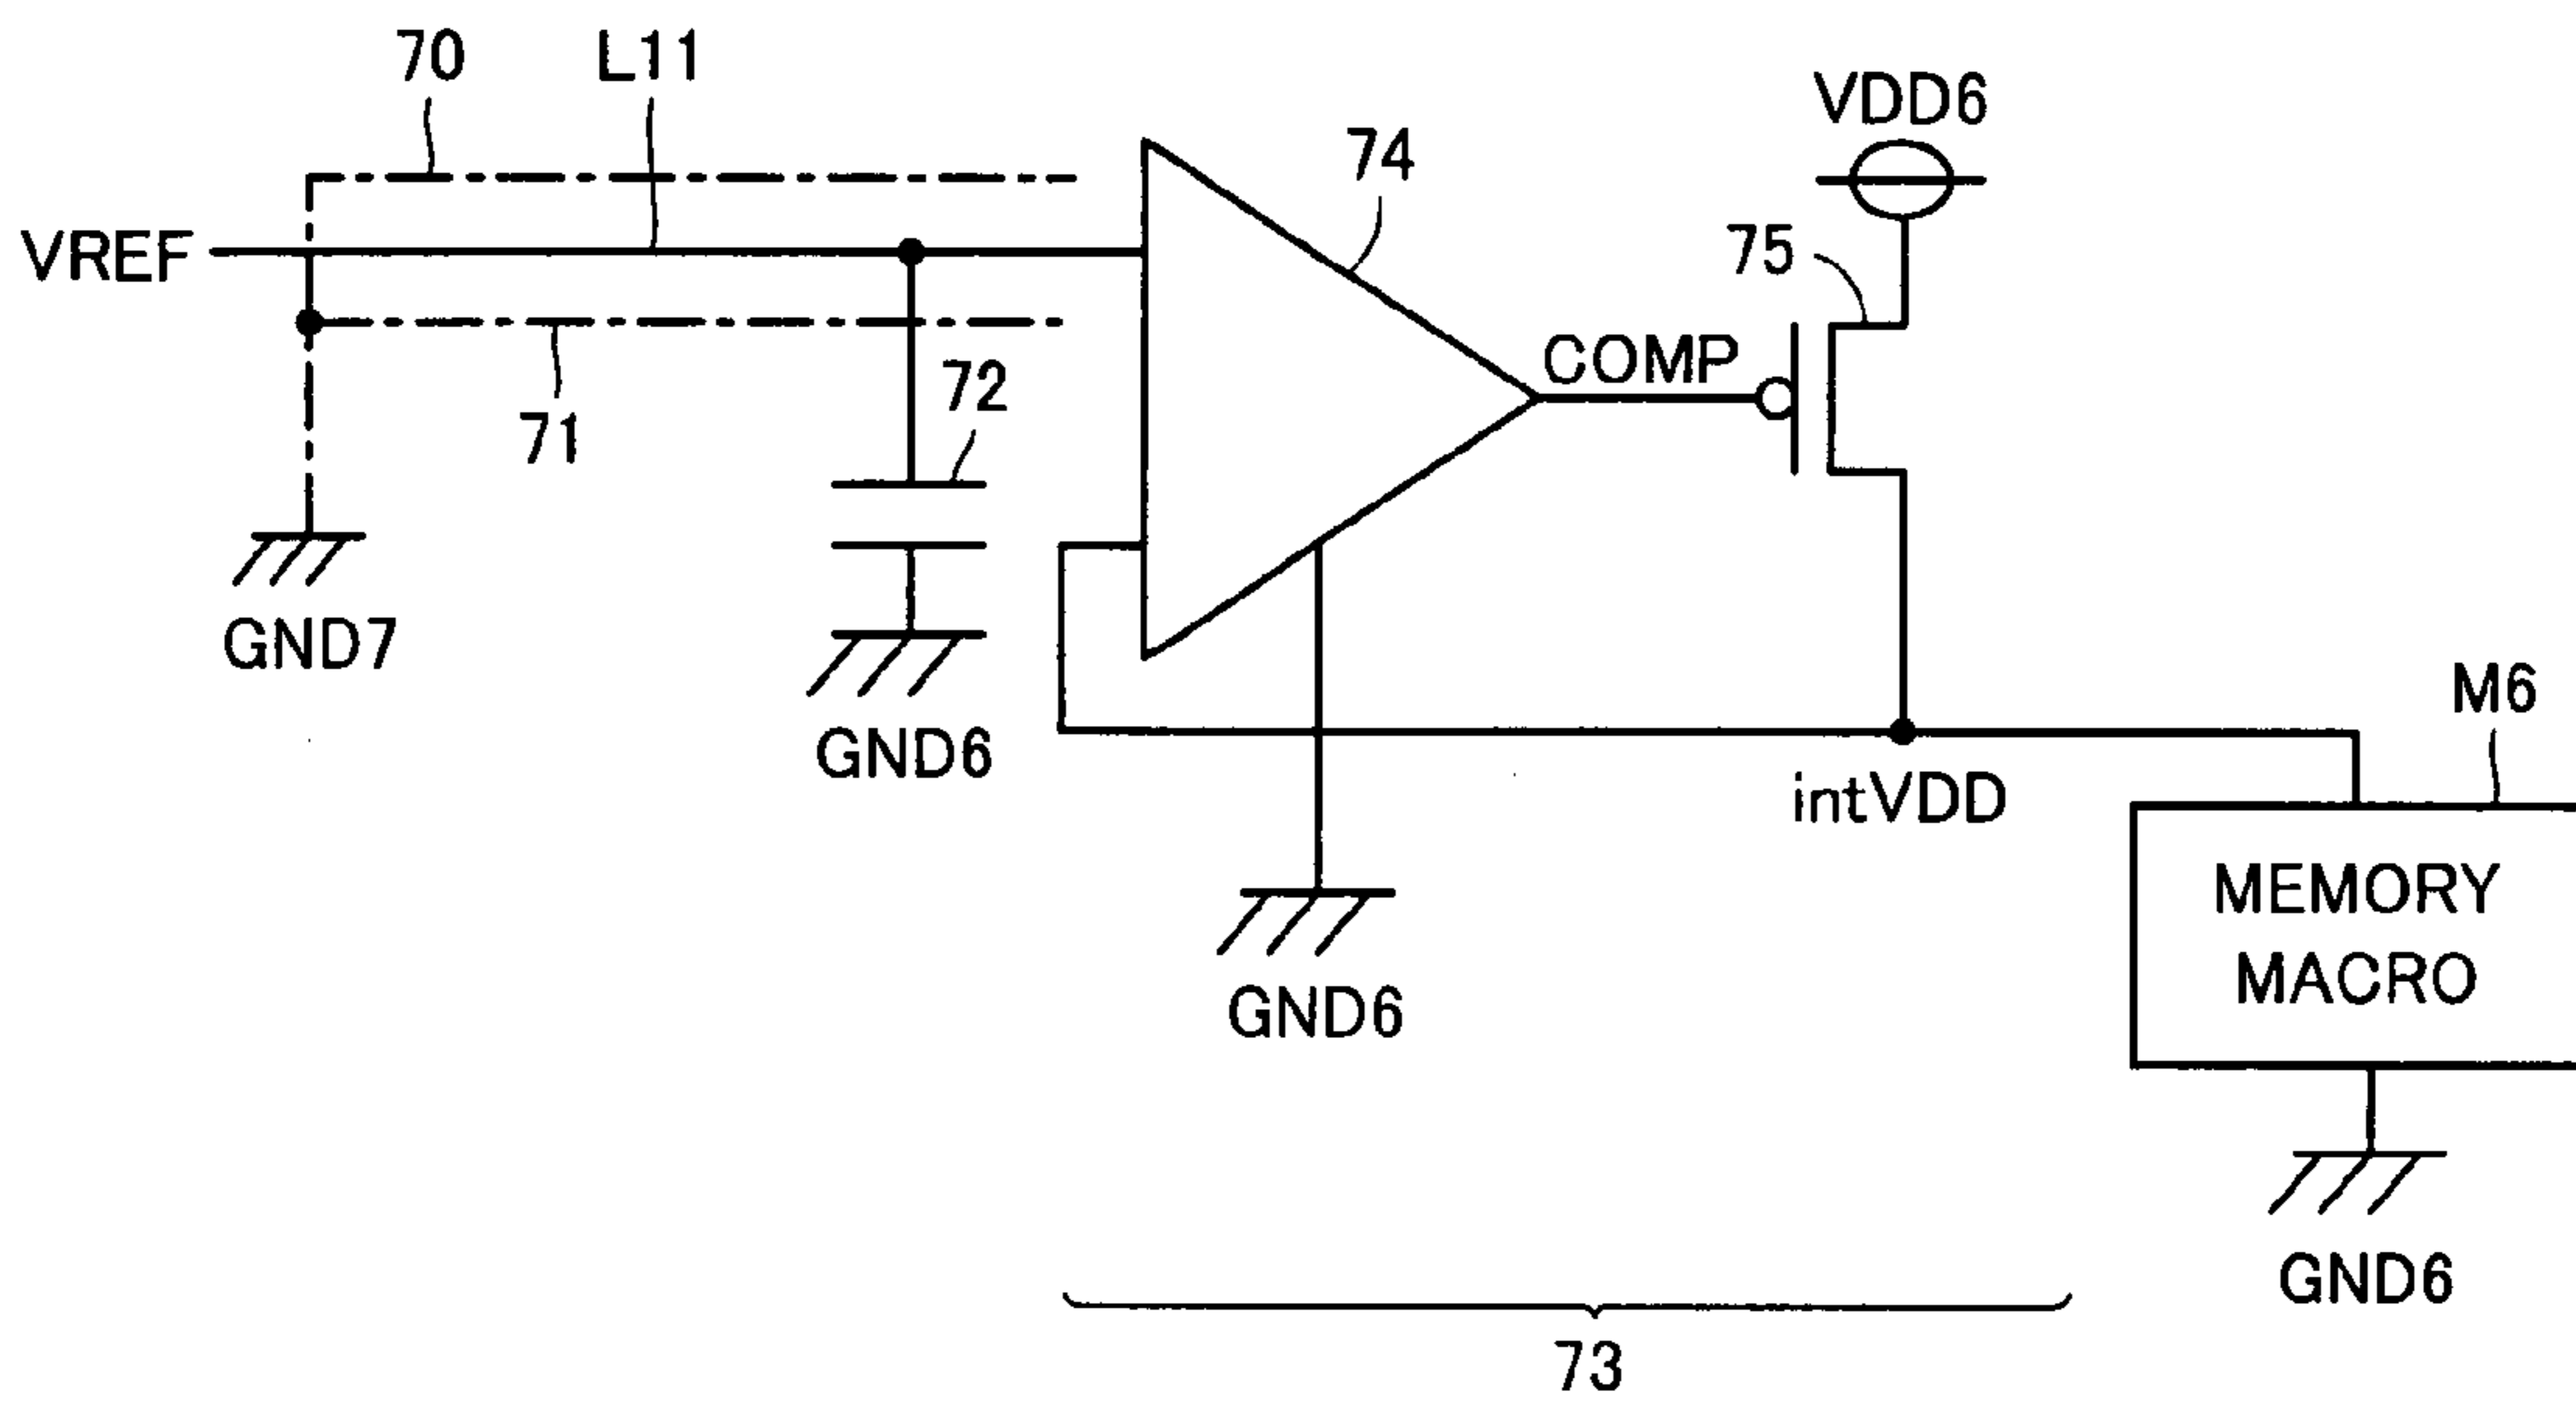 70
L11
VDD6
74
75
VREF
COMP
72
71
GND7
M6
GND6
intVDD
MEMORY
MACRO
GND6
GND6
73